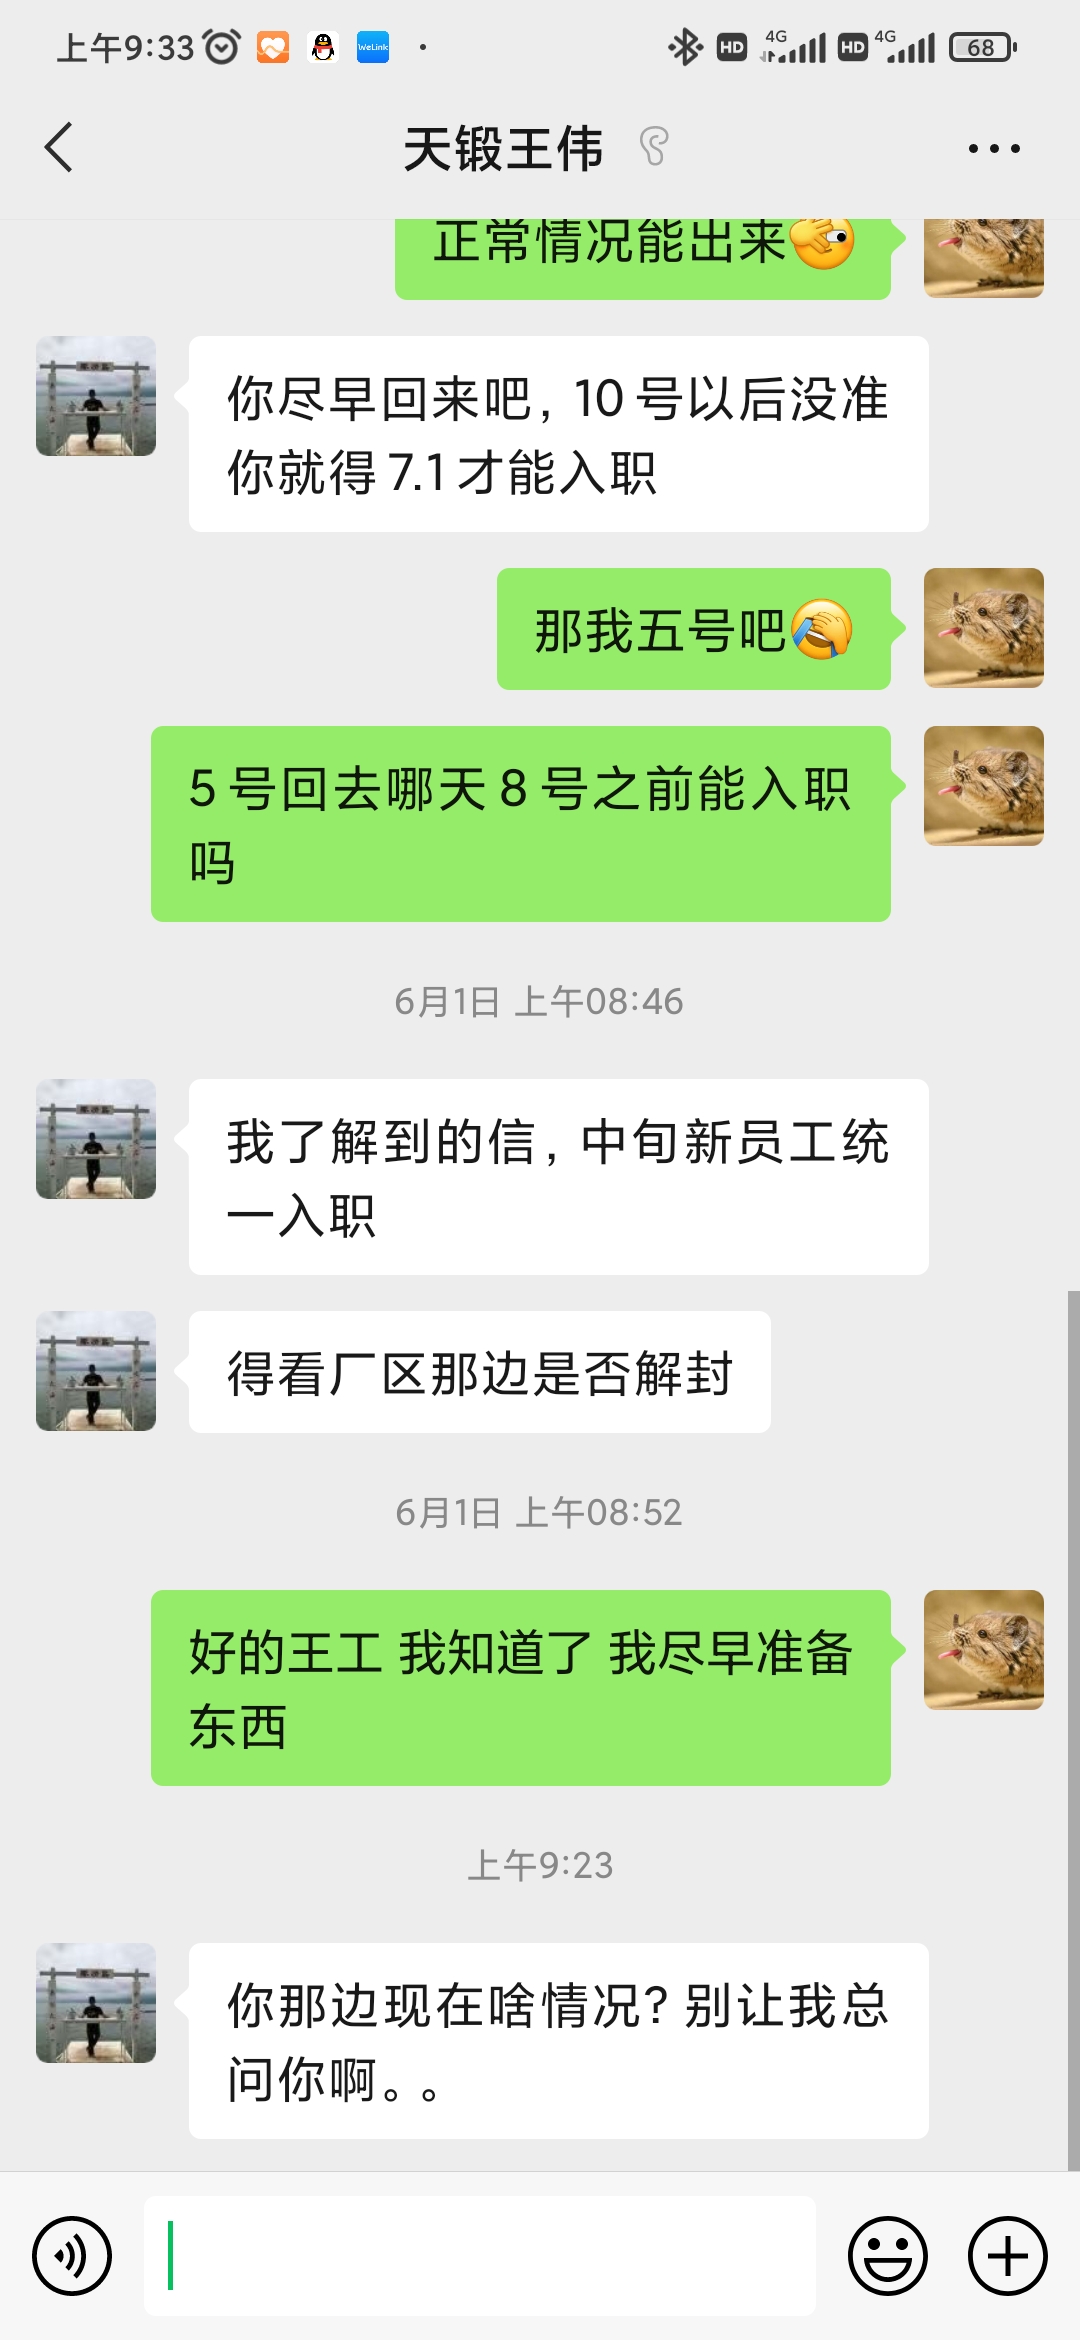 上午9:33
WeLink
HD
4G
HD
4G
68
天锻王伟
正常情况能出来
你尽早回来吧，10号以后没准
你就得7.1才能入职
那我五号吧
5号回去哪天8号之前能入职
吗
6月1日 上午08:46
我了解到的信，中旬新员工统
一入职
得看厂区那边是否解封
6月1日 上午08:52
好的王工 我知道了 我尽早准备
东西
上午9:23
你那边现在啥情况？别让我总
问你啊。。